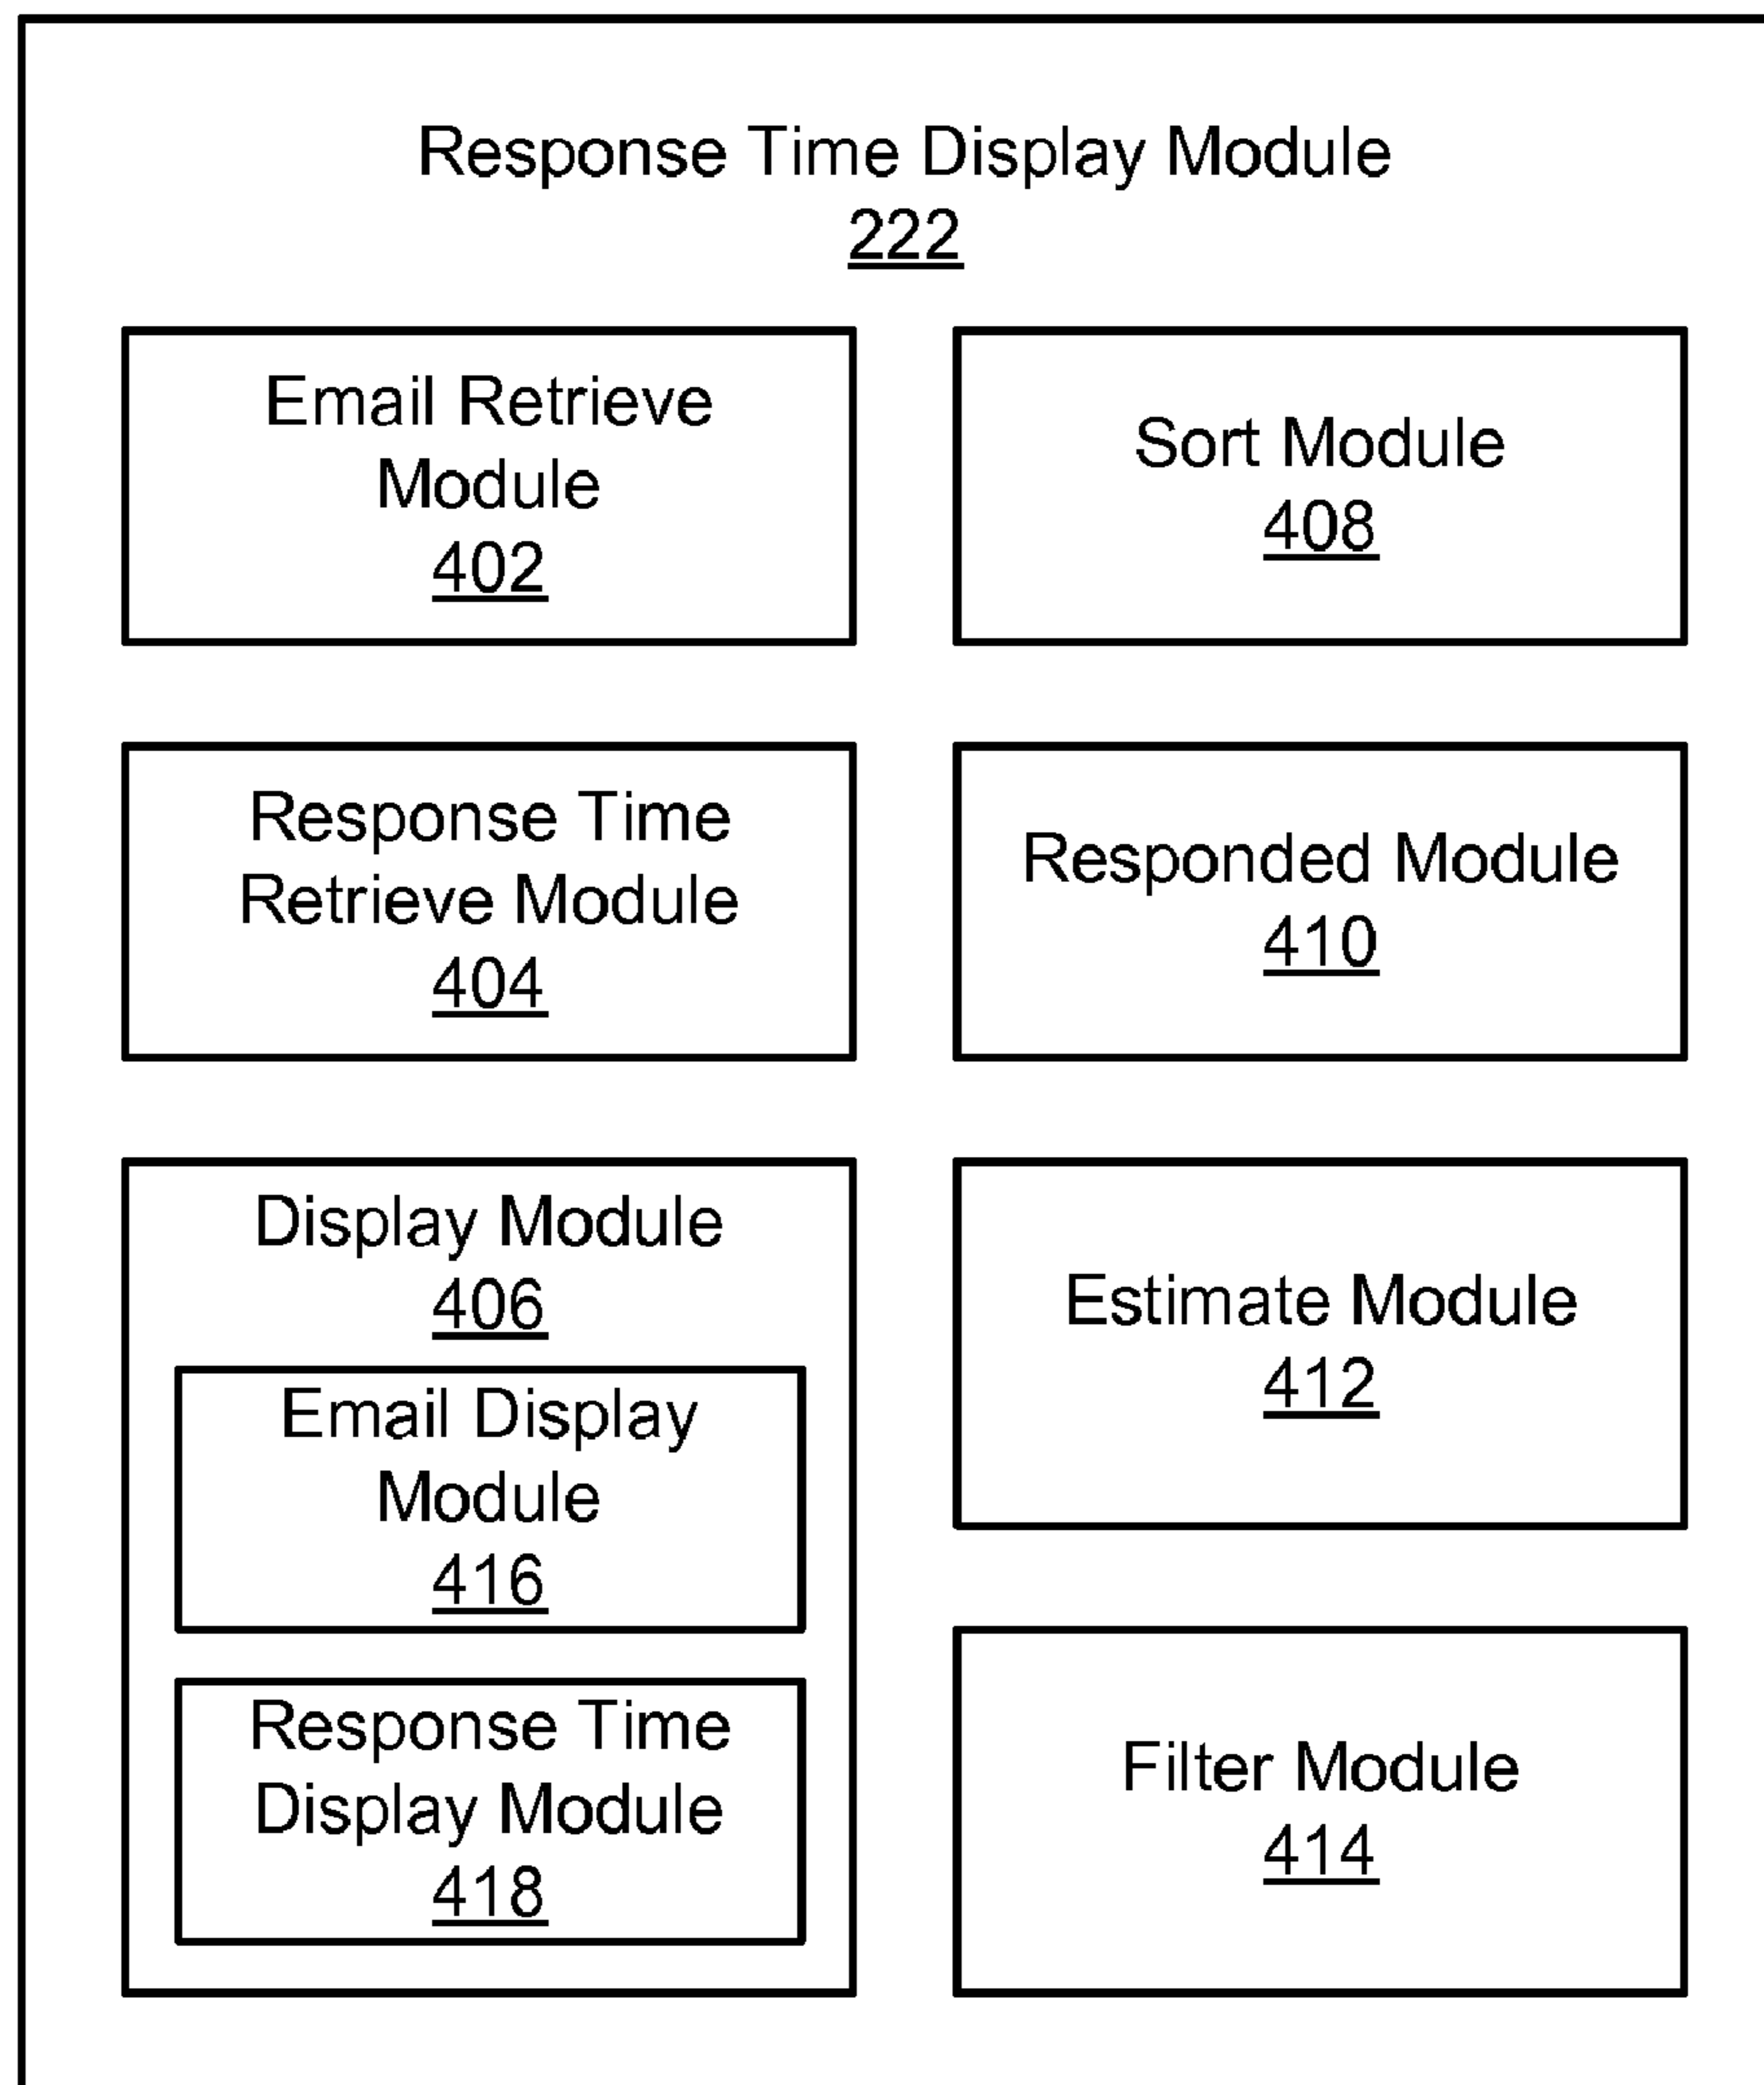 Response Time Display Module
222
Email Retrieve
Module
402
Sort Module
408
Response Time
Retrieve Module
404
Responded Module
410
Display Module
406
Email Display
Module
416
Response Time
Display Module
418
Estimate Module
412
Filter Module
414